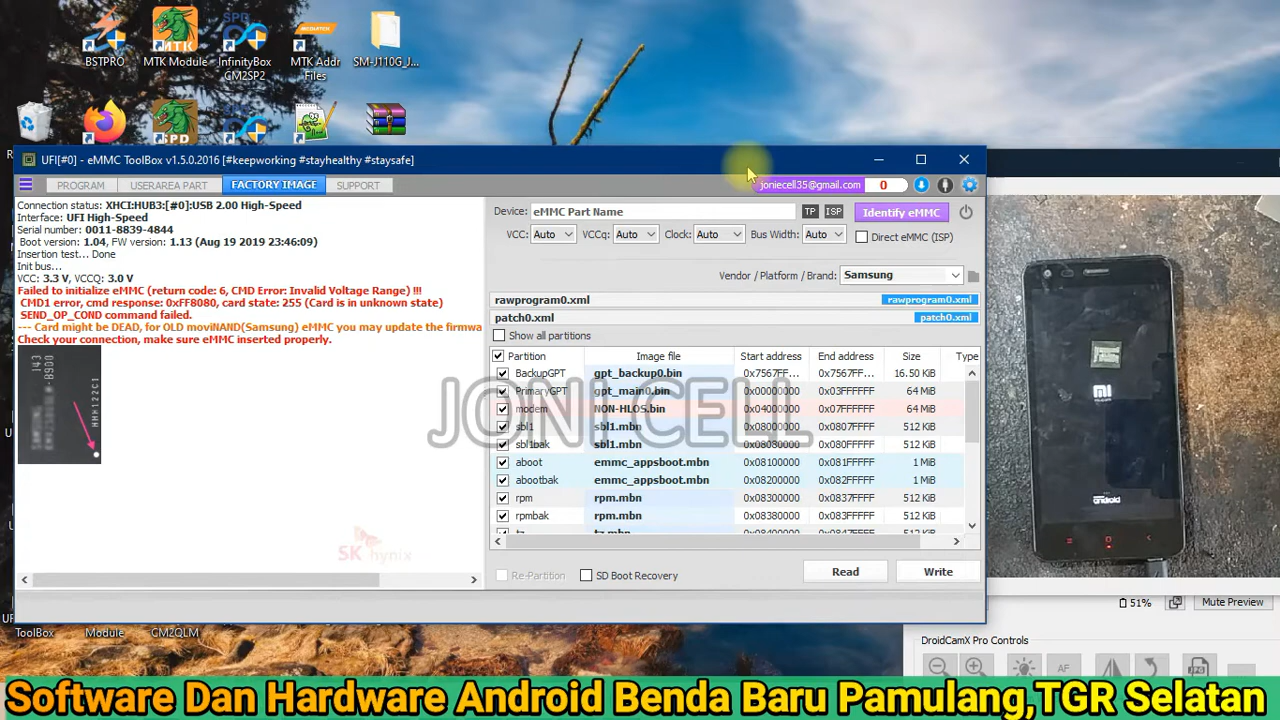 BSTPRO
MTK Module
InfinityBox CM2SP2
MTK Addr Files
SM-J110G_J...
UFI[#0] - eMMC ToolBox v1.5.0.2016 [#keepworking #stayhealthy #staysafe]
PROGRAM
USERAREA PART
FACTORY IMAGE
SUPPORT
joniecell35@gmail.com
0
Connection status: XHCI:HUB3:[#0]:USB 2.00 High-Speed
Interface: UFI High-Speed
Serial number: 0011-8839-4844
Boot version: 1.04, FW version: 1.13 (Aug 19 2019 23:46:09)
Insertion test... Done
Init bus...
VCC: 3.3 V, VCCQ: 3.0 V
Failed to initialize eMMC (return code: 6, CMD Error: Invalid Voltage Range) !!!
CMD1 error, cmd response: 0xFF8080, card state: 255 (Card is in unknown state)
SEND_OP_COND command failed.
--- Card might be DEAD, for OLD moviNAND(Samsung) eMMC you may update the firmwa
Check your connection, make sure eMMC inserted properly.
SK hynix
Device: eMMC Part Name TP ISP Identify eMMC
VCC: Auto VCCq: Auto Clock: Auto Bus Width: Auto Direct eMMC (ISP)
Vendor / Platform / Brand: Samsung
rawprogram0.xml rawprogram0.xml
patch0.xml patch0.xml
Show all partitions
Partition Image file Start address End address Size Type
BackupGPT gpt_backup0.bin 0x7567FF... 0x7567FF... 16.50 KiB
PrimaryGPT gpt_main0.bin 0x0000000 0x03FFFFFF 64 MiB
modem NON-HLOS.bin 0x04000000 0x07FFFFFF 64 MiB
sbl1 sbl1.mbn 0x08000000 0x0807FFFF 512 KiB
sbl1bak sbl1.mbn 0x08080000 0x080FFFFF 512 KiB
aboot emmc_appsboot.mbn 0x08100000 0x081FFFFF 1 MiB
abootbak emmc_appsboot.mbn 0x08200000 0x082FFFFF 1 MiB
rpm rpm.mbn 0x08300000 0x0837FFFF 512 KiB
rpmbak rpm.mbn 0x08380000 0x083FFFFF 512 KiB
JONI CELL
Re-Partition
SD Boot Recovery
Read
Write
mi
android
51%
Mute Preview
DroidCamX Pro Controls
AF
ToolBox
Module
CM2QLM
Software Dan Hardware Android Benda Baru Pamulang,TGR Selatan